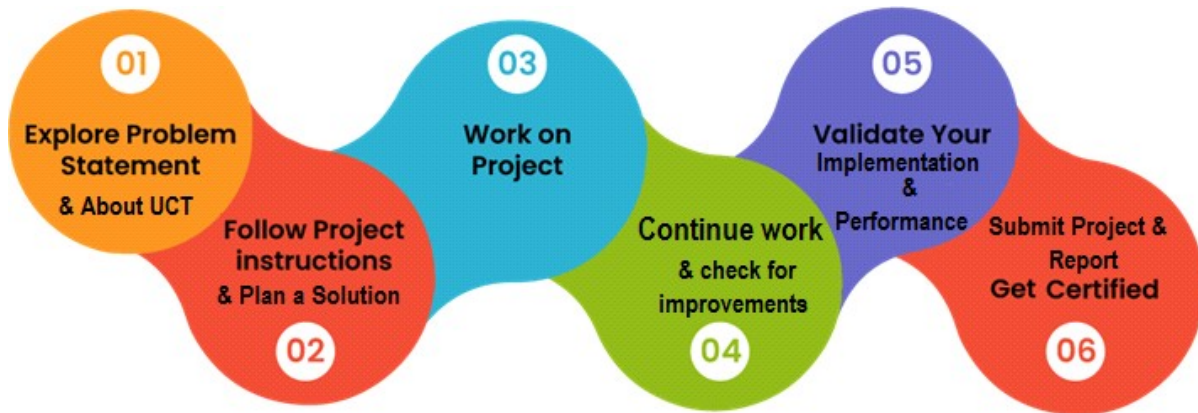 01
Explore Problem
Statement
& About UCT
Follow Project
instructions
& Plan a Solution
02
03
Work on
Project
Continue work
& check for
improvements
04
05
Validate Your
Implementation
&
Performance
Submit Project &
Report
Get Certified
06